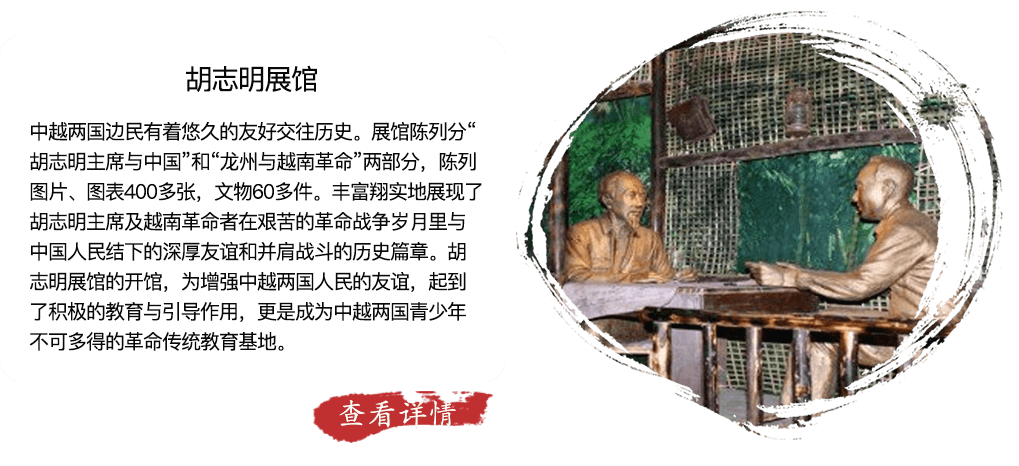 胡志明展馆
中越两国边民有着悠久的友好交往历史。展馆陈列分“
胡志明主席与中国”和“龙州与越南革命”两部分，陈列
图片、图表400多张，文物60多件。丰富翔实地展现了
胡志明主席及越南革命者在艰苦的革命战争岁月里与
中国人民结下的深厚友谊和并肩战斗的历史篇章。胡
志明展馆的开馆，为增强中越两国人民的友谊，起到
了积极的教育与引导作用，更是成为中越两国青少年
不可多得的革命传统教育基地。
查看详情